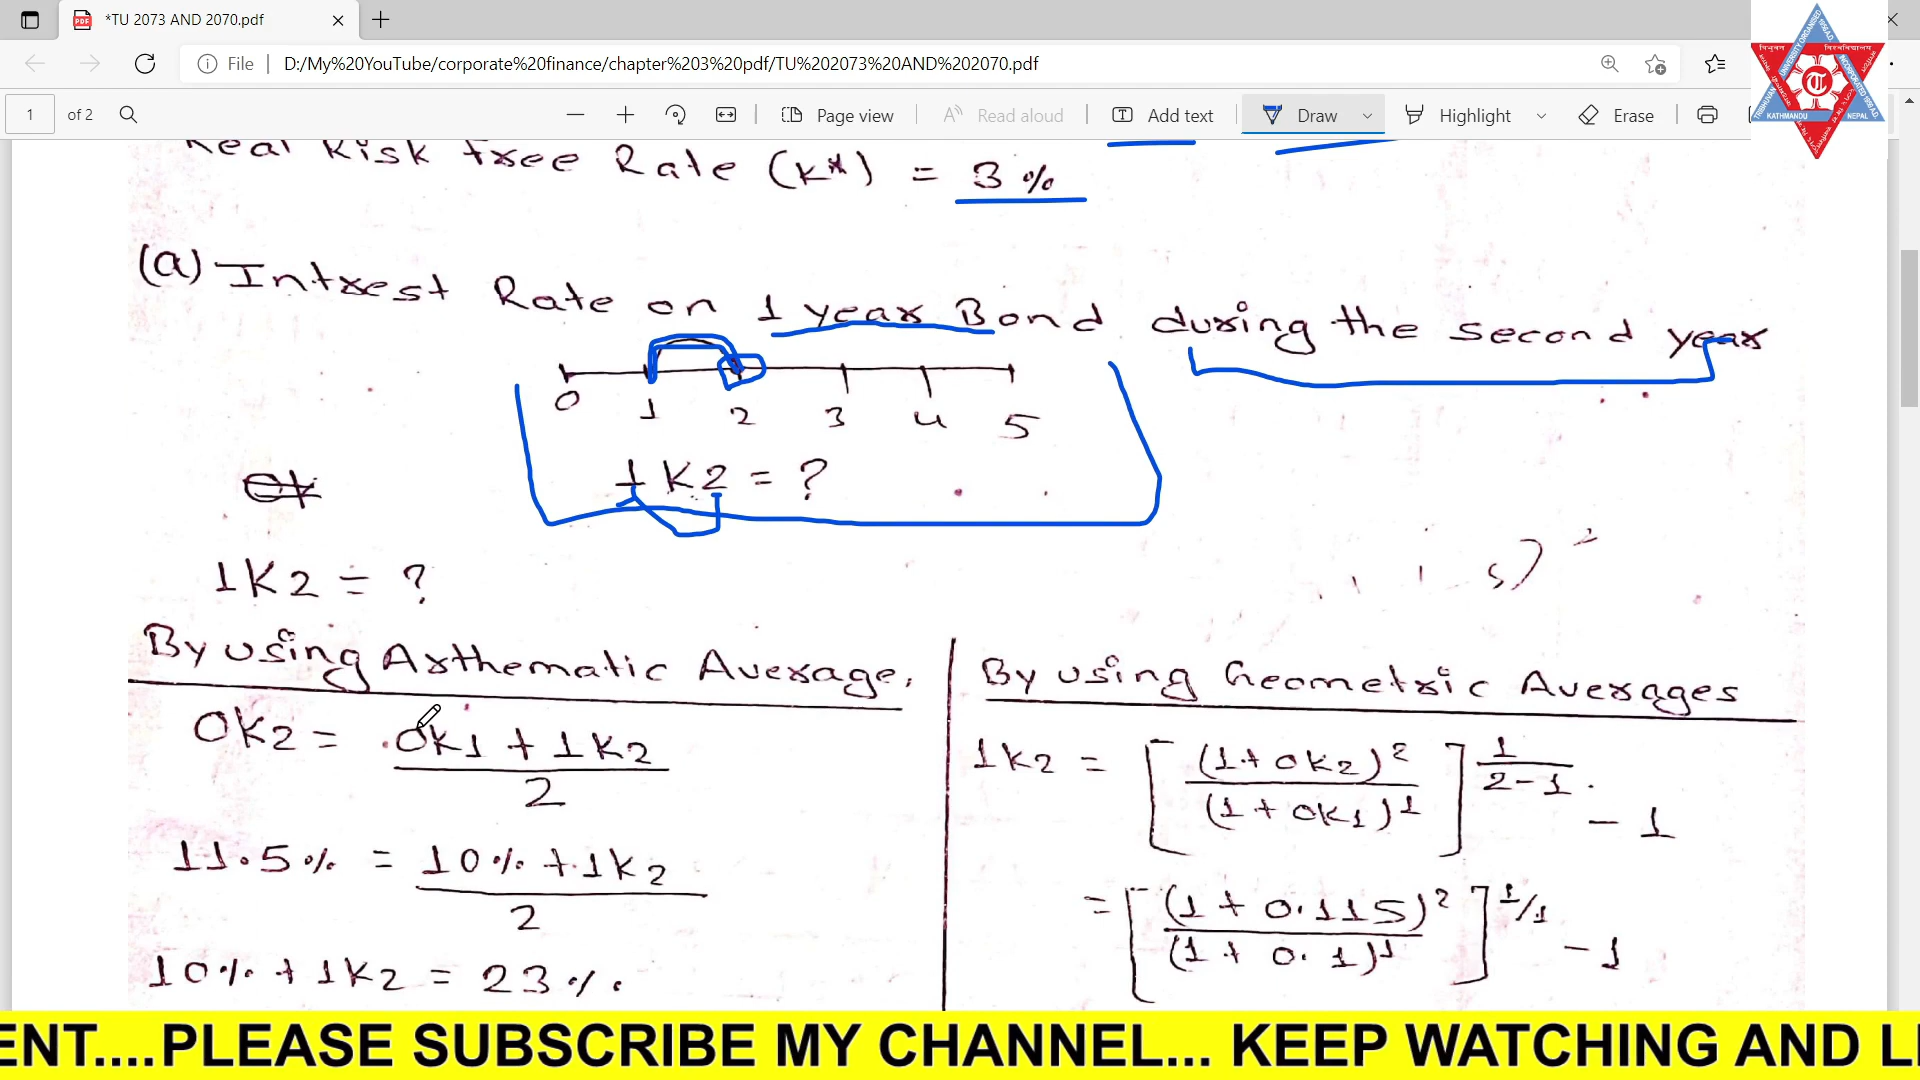 *TU 2073 AND 2070.pdf
File D:/My%20YouTube/corporate%20finance/chapter%203%20pdf/TU%202073%20AND%202070.pdf
1 of 2 Page view Read aloud Add text Draw Highlight Erase
Real Risk free Rate (K*) = 3%
(a) Intrest Rate on 1 year Bond during the second year
0 1 2 3 4 5
1K2 = ?
1K2 = ?
By using Arthematic Average,
0K2 = 0K1 + 1K2
2
11.5% = 10% + 1K2
2
10% + 1K2 = 23%
By using Geometric Averages
1K2 = [ (1+0K2)² / (1+0K1)¹ ] 1/2-1 - 1
= [ (1+0.115)² / (1+0.1)¹ ] 1/1 - 1
KATHMANDU NEPAL
ENT....PLEASE SUBSCRIBE MY CHANNEL... KEEP WATCHING AND LI